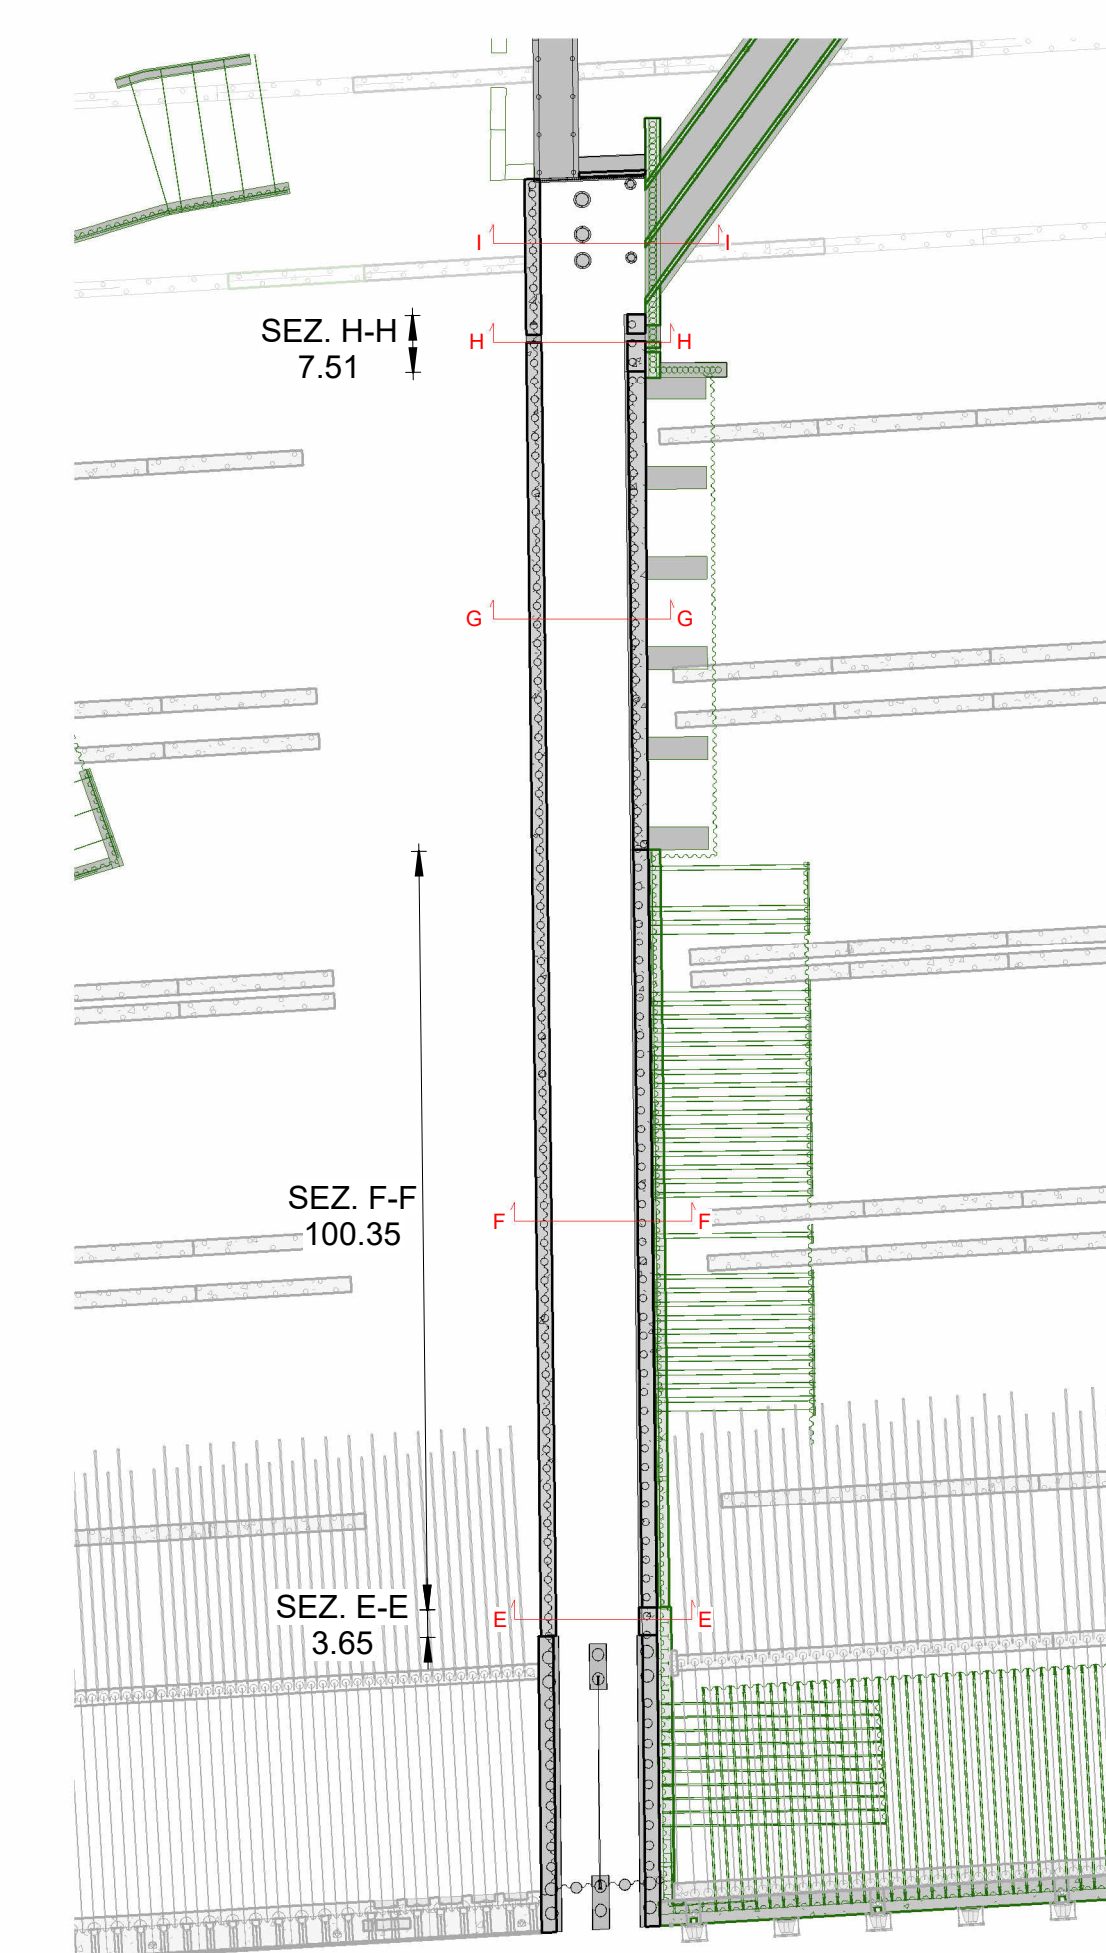 I I
SEZ. H-H
7.51
H H
G G
SEZ. F-F
100.35
F F
SEZ. E-E
3.65
E E